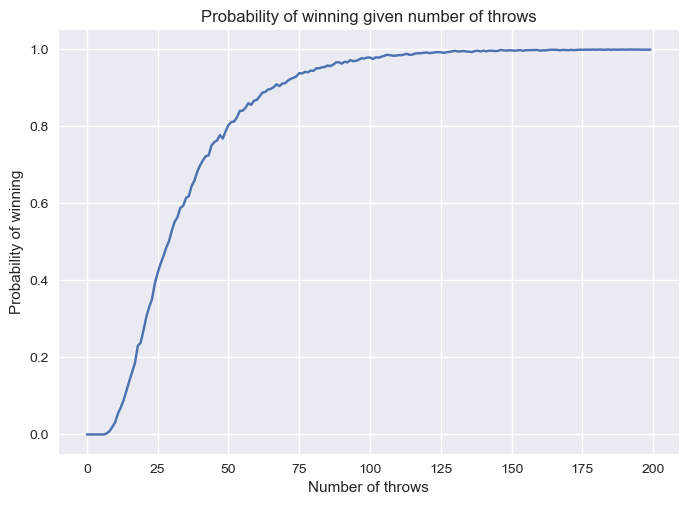 Probability of winning given number of throws
1.0
0.8
0.6
0.4
0.2
0.0
Probability of winning
0 25 50 75 100 125 150 175 200
Number of throws